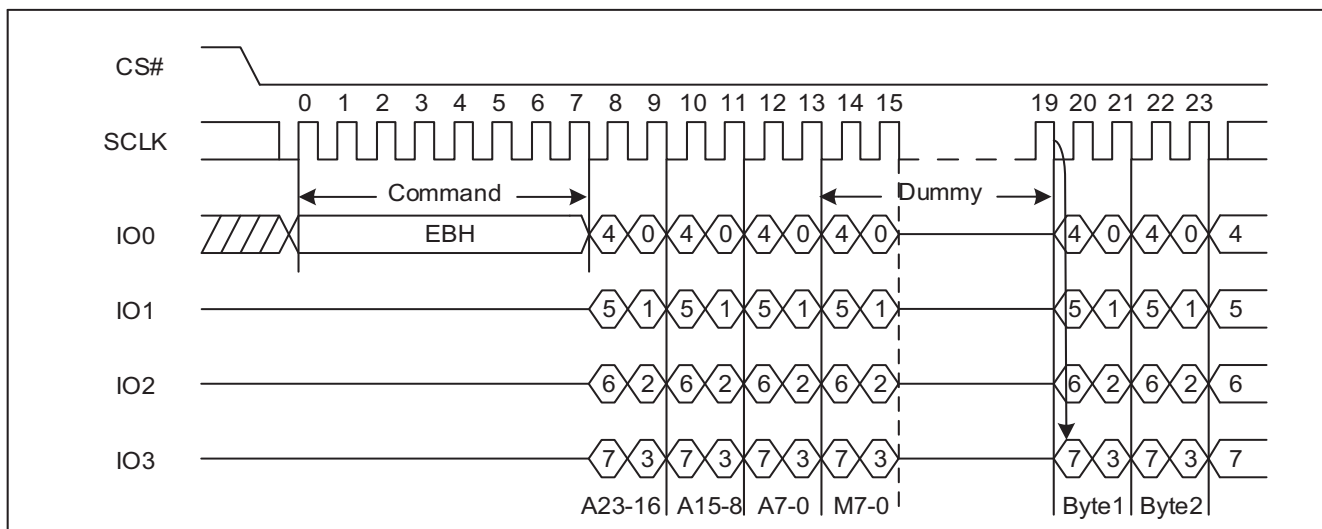 CS#
0 1 2 3 4 5 6 7 8 9 10 11 12 13 14 15 19 20 21 22 23
SCLK
Command Dummy
IO0 EBH 4 0 4 0 4 0 4 0 4 0 4 0 4
IO1 5 1 5 1 5 1 5 1 5 1 5 1 5
IO2 6 2 6 2 6 2 6 2 6 2 6 2 6
IO3 7 3 7 3 7 3 7 3 7 3 7 3 7
A23-16 A15-8 A7-0 M7-0 Byte1 Byte2